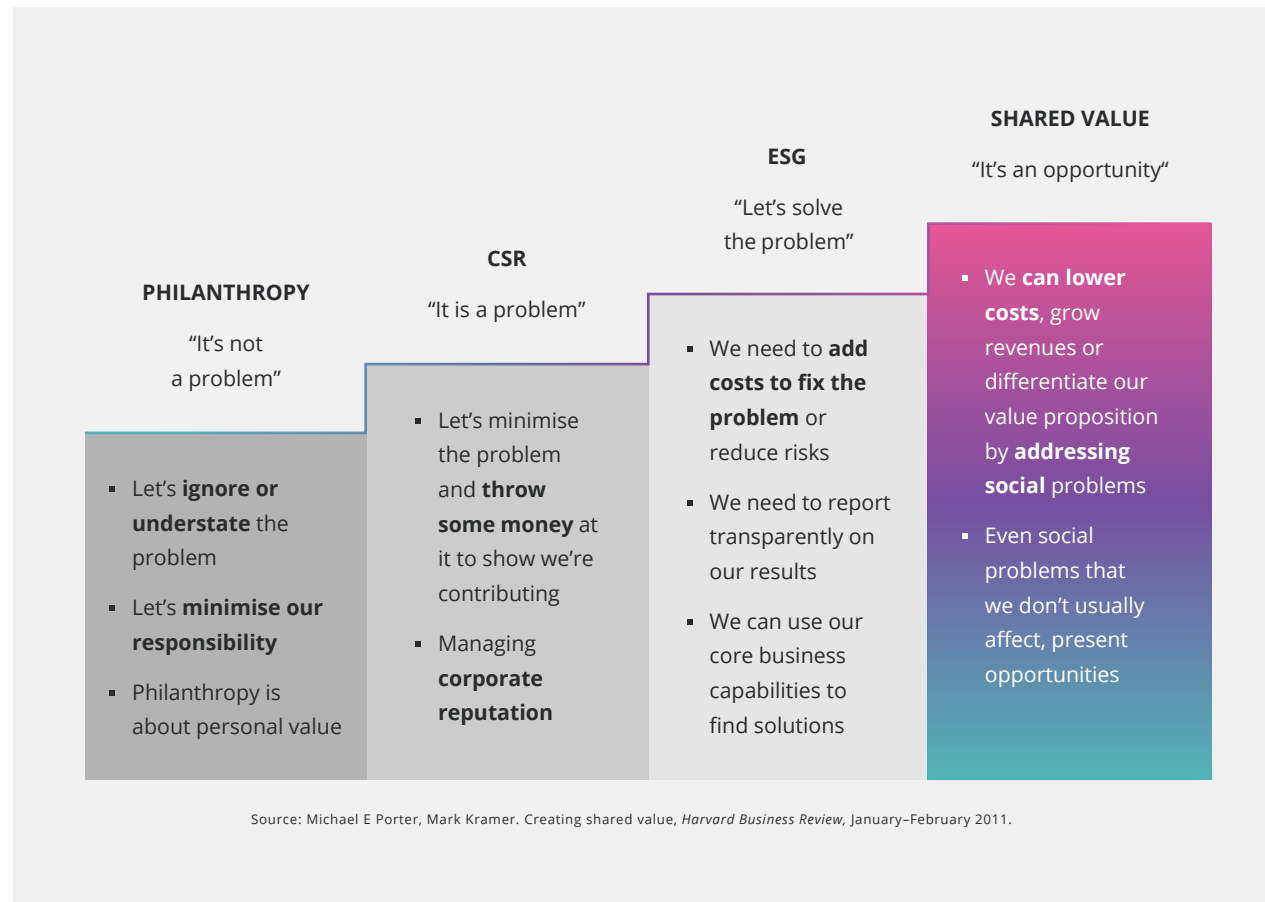 PHILANTHROPY
“It’s not
a problem”
▪ Let’s ignore or
understate the
problem
▪ Let’s minimise our
responsibility
▪ Philanthropy is
about personal value
CSR
“It is a problem”
▪ Let’s minimise
the problem
and throw
some money at
it to show we’re
contributing
▪ Managing
corporate
reputation
ESG
“Let’s solve
the problem”
▪ We need to add
costs to fix the
problem or
reduce risks
▪ We need to report
transparently on
our results
▪ We can use our
core business
capabilities to
find solutions
SHARED VALUE
“It’s an opportunity“
▪ We can lower
costs, grow
revenues or
differentiate our
value proposition
by addressing
social problems
▪ Even social
problems that
we don’t usually
affect, present
opportunities
Source: Michael E Porter, Mark Kramer. Creating shared value, Harvard Business Review, January–February 2011.